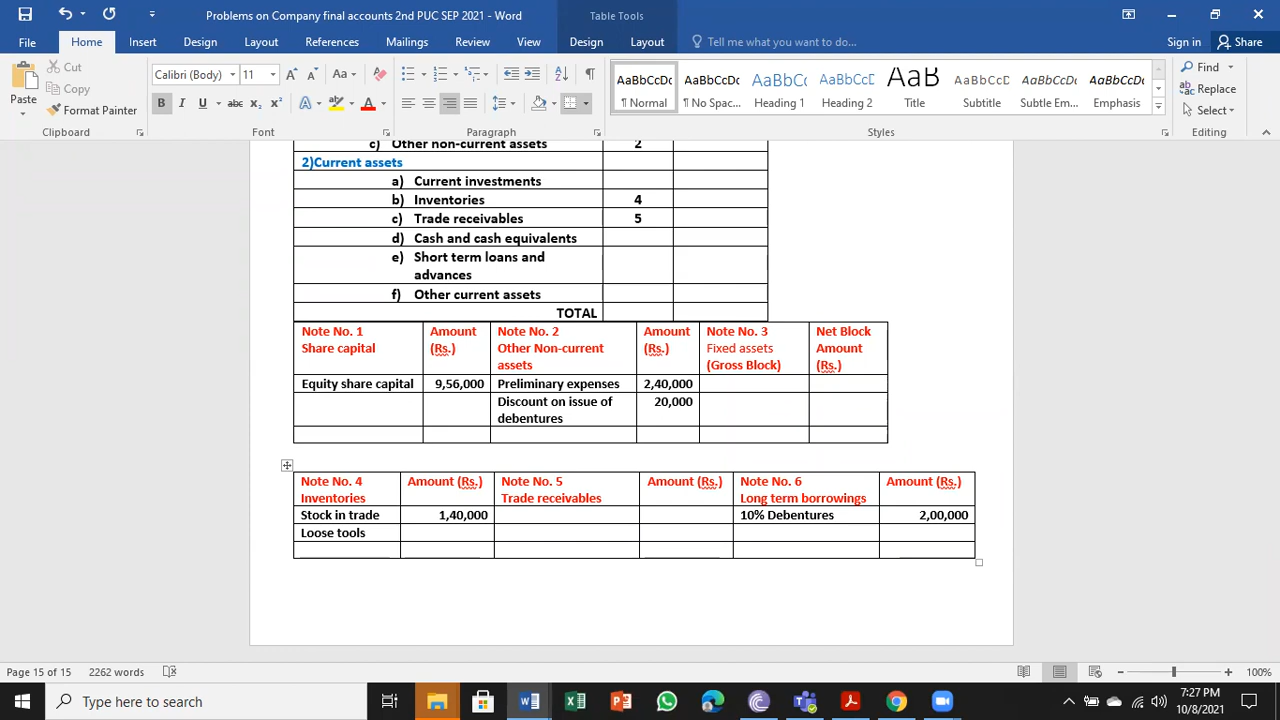 Problems on Company final accounts 2nd PUC SEP 2021 - Word
Table Tools
File Home Insert Design Layout References Mailings Review View Design Layout Tell me what you want to do... Sign in Share
Paste
Cut
Copy
Format Painter
Calibri (Body) 11
AaBbCcDc AaBbCcDc AaBbCc AaBbCcD AaB AaBbCcD AaBbCcDc AaBbCcDc
¶ Normal ¶ No Spac... Heading 1 Heading 2 Title Subtitle Subtle Em... Emphasis
Find
Replace
Select
Clipboard Font Paragraph Styles Editing
c) Other non-current assets 2
2)Current assets
a) Current investments
b) Inventories 4
c) Trade receivables 5
d) Cash and cash equivalents
e) Short term loans and
advances
f) Other current assets
TOTAL
Note No. 1 Amount Note No. 2 Amount Note No. 3 Net Block
Share capital (Rs.) Other Non-current (Rs.) Fixed assets Amount
assets (Gross Block) (Rs.)
Equity share capital 9,56,000 Preliminary expenses 2,40,000
Discount on issue of 20,000
debentures
Note No. 4 Amount (Rs.) Note No. 5 Amount (Rs.) Note No. 6 Amount (Rs.)
Inventories Trade receivables Long term borrowings
Stock in trade 1,40,000 10% Debentures 2,00,000
Loose tools
Page 15 of 15 2262 words 100%
Type here to search
7:27 PM
10/8/2021